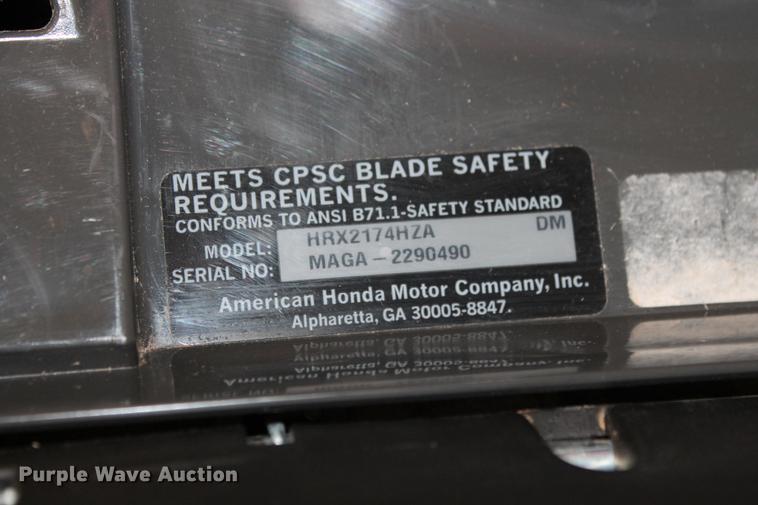 MEETS CPSC BLADE SAFETY
REQUIREMENTS.
CONFORMS TO ANSI B71.1-SAFETY STANDARD
MODEL: HRX2174HZA DM
SERIAL NO: MAGA-2290490
American Honda Motor Company, Inc.
Alpharetta, GA 30005-8847.
Purple Wave Auction